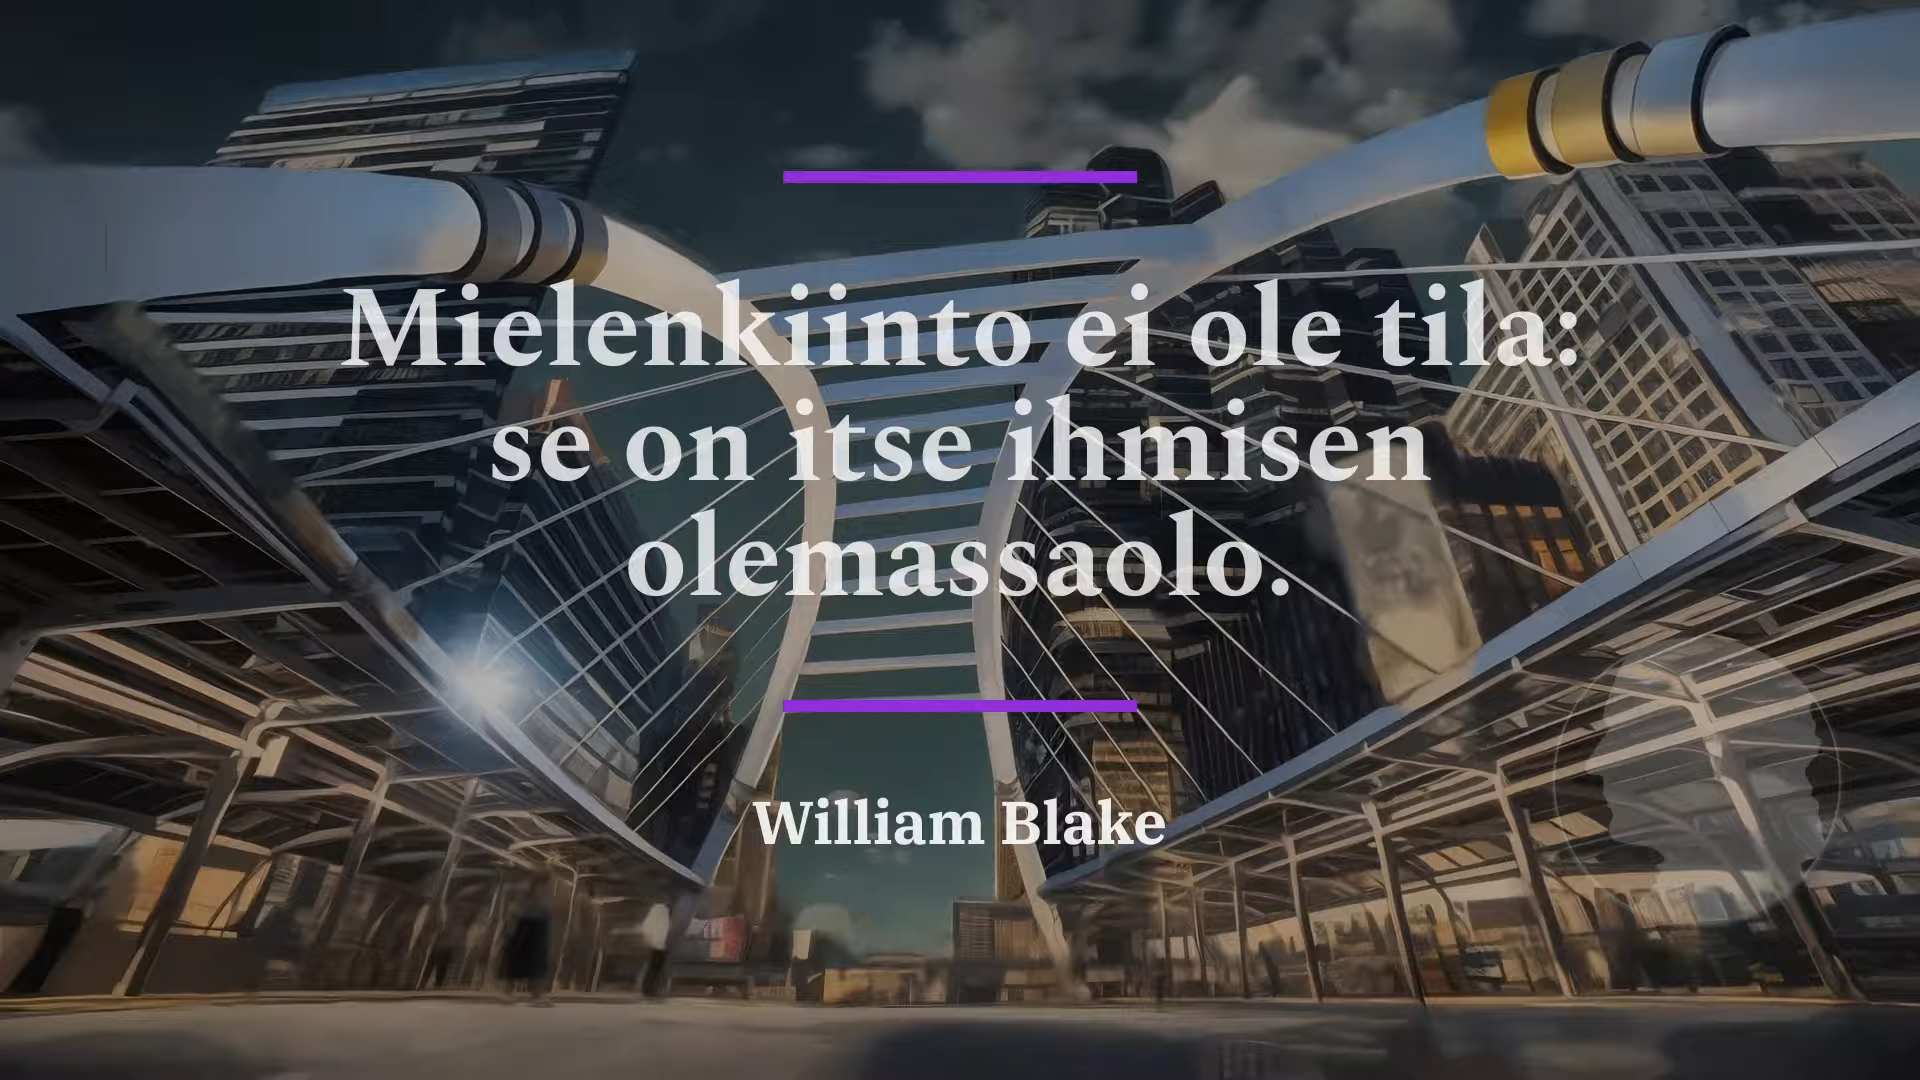 Mielenkiinto ei ole tila:
se on itse ihmisen
olemassaolo.
William Blake